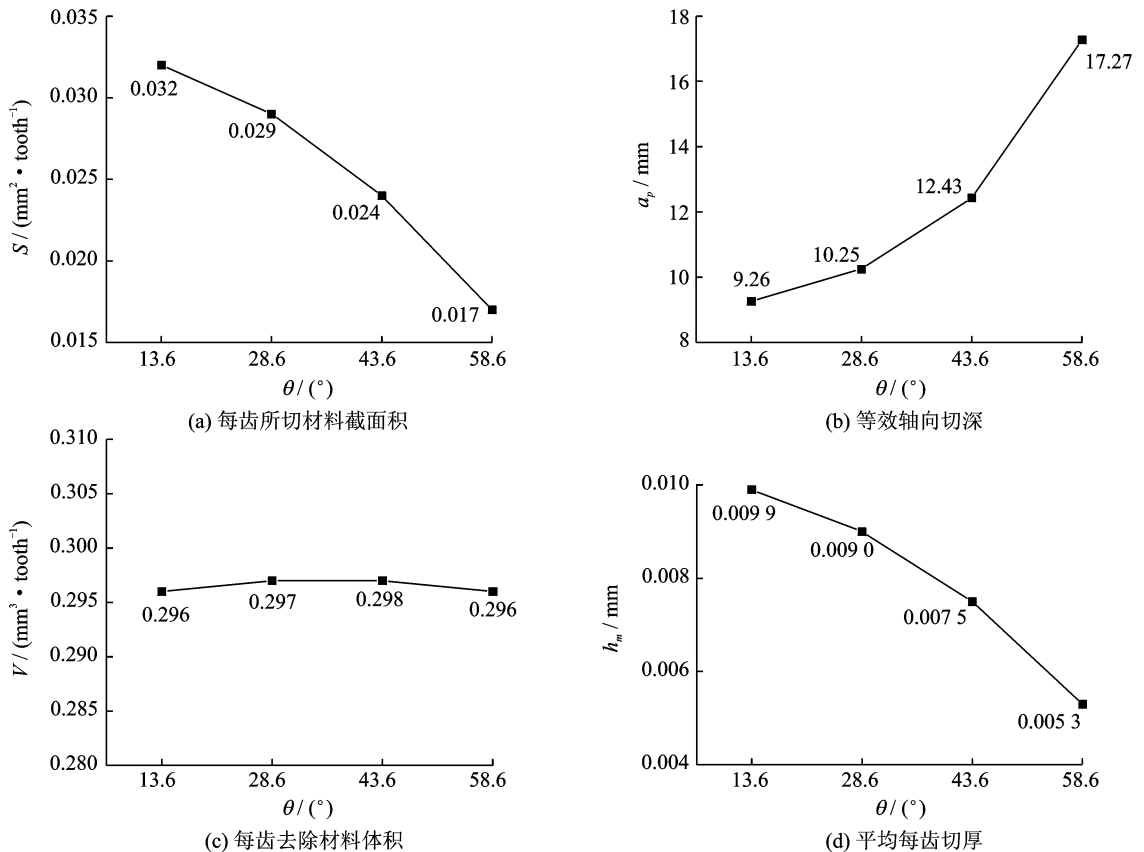 0.035
0.030
0.025
0.020
0.015
S / (mm²•tooth⁻¹)
0.032
0.029
0.024
0.017
13.6 28.6 43.6 58.6
θ / (°)
(a) 每齿所切材料截面积
18
16
14
12
10
8
aₚ / mm
9.26
10.25
12.43
17.27
13.6 28.6 43.6 58.6
θ / (°)
(b) 等效轴向切深
0.310
0.305
0.300
0.295
0.290
0.285
0.280
V / (mm³•tooth⁻¹)
0.296
0.297
0.298
0.296
13.6 28.6 43.6 58.6
θ / (°)
(c) 每齿去除材料体积
0.010
0.008
0.006
0.004
hₘ / mm
0.009 9
0.009 0
0.007 5
0.005 3
13.6 28.6 43.6 58.6
θ / (°)
(d) 平均每齿切厚